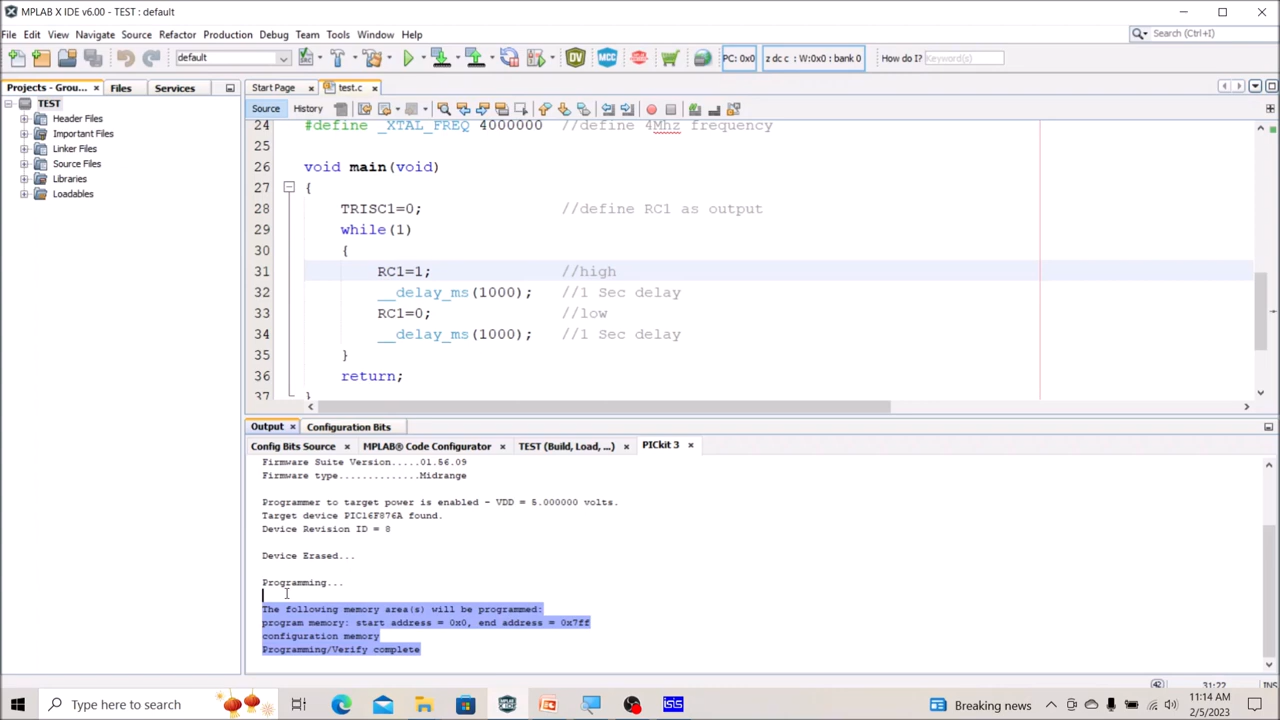 MPLAB X IDE v6.00 - TEST : default
File Edit View Navigate Source Refactor Production Debug Team Tools Window Help
Search (Ctrl+I)
default
PC: 0x0
z dc c : W:0x0 : bank 0
How do I? Keyword(s)
Projects - Grou... × Files Services
Start Page × test.c ×
TEST
Header Files
Important Files
Linker Files
Source Files
Libraries
Loadables
Source History
24 #define _XTAL_FREQ 4000000 //define 4Mhz frequency
25
26 void main(void)
27 {
28 TRISC1=0; //define RC1 as output
29 while(1)
30 {
31 RC1=1; //high
32 __delay_ms(1000); //1 Sec delay
33 RC1=0; //low
34 __delay_ms(1000); //1 Sec delay
35 }
36 return;
37 }
Output × Configuration Bits
Config Bits Source × MPLAB® Code Configurator × TEST (Build, Load, ...) × PICkit 3 ×
Firmware Suite Version.....01.56.09
Firmware type..............Midrange
Programmer to target power is enabled - VDD = 5.000000 volts.
Target device PIC16F876A found.
Device Revision ID = 8
Device Erased...
Programming...
The following memory area(s) will be programmed:
program memory: start address = 0x0, end address = 0x7ff
configuration memory
Programming/Verify complete
31:22 INS
Type here to search
Breaking news
11:14 AM
2/5/2023